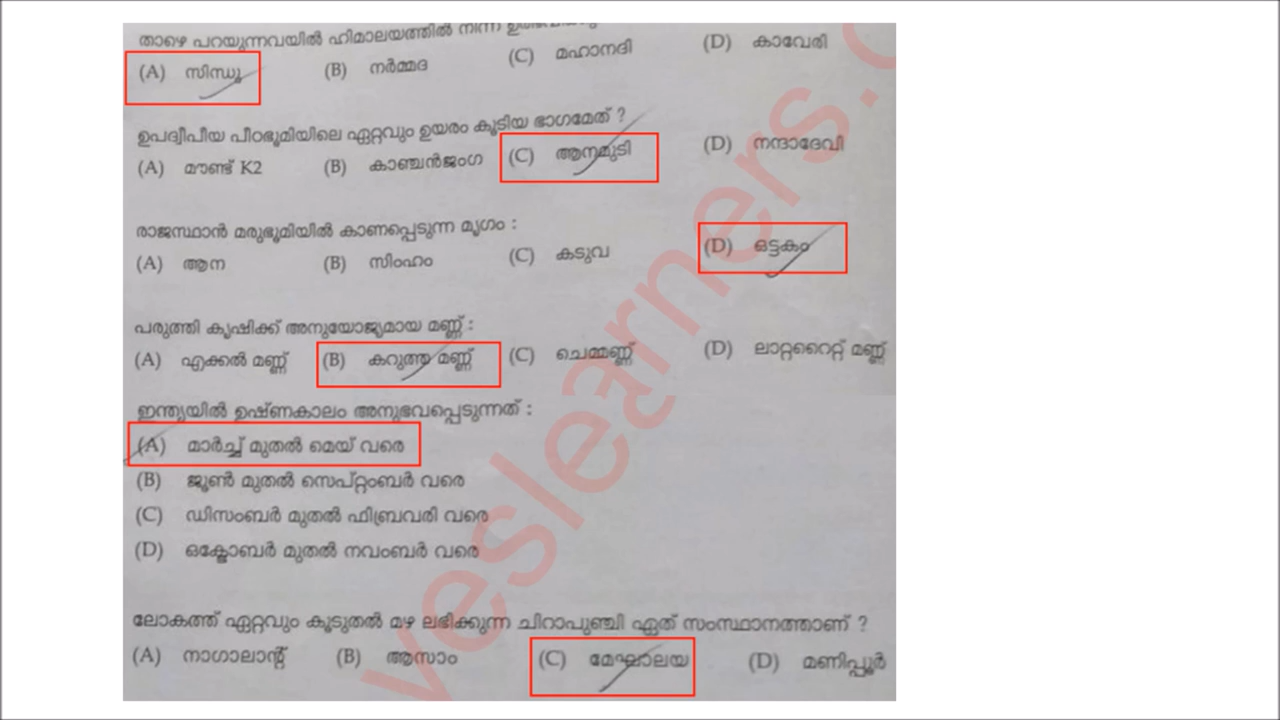 താഴെ പറയുന്നവയിൽ ഹിമാലയത്തിൽ നിന്ന്
(A) സിന്ധു (B) നർമ്മദ (C) മഹാനദി (D) കാവേരി
ഉപദ്വീപീയ പീഠഭൂമിയിലെ ഏറ്റവും ഉയരം കൂടിയ ഭാഗമേത് ?
(A) മൗണ്ട് K2 (B) കാഞ്ചൻജംഗ (C) ആനമുടി (D) നന്ദാദേവി
രാജസ്ഥാൻ മരുഭൂമിയിൽ കാണപ്പെടുന്ന മൃഗം :
(A) ആന (B) സിംഹം (C) കടുവ (D) ഒട്ടകം
പരുത്തി കൃഷിക്ക് അനുയോജ്യമായ മണ്ണ് :
(A) എക്കൽ മണ്ണ് (B) കറുത്ത മണ്ണ് (C) ചെമ്മണ്ണ് (D) ലാറ്ററൈറ്റ് മണ്ണ്
ഇന്ത്യയിൽ ഉഷ്ണകാലം അനുഭവപ്പെടുന്നത് :
(A) മാർച്ച് മുതൽ മെയ് വരെ
(B) ജൂൺ മുതൽ സെപ്റ്റംബർ വരെ
(C) ഡിസംബർ മുതൽ ഫിബ്രവരി വരെ
(D) ഒക്ടോബർ മുതൽ നവംബർ വരെ
ലോകത്ത് ഏറ്റവും കൂടുതൽ മഴ ലഭിക്കുന്ന ചിറാപുഞ്ചി ഏത് സംസ്ഥാനത്താണ് ?
(A) നാഗാലാന്റ് (B) ആസാം (C) മേഘാലയ (D) മണിപ്പൂർ
yeslearners.c